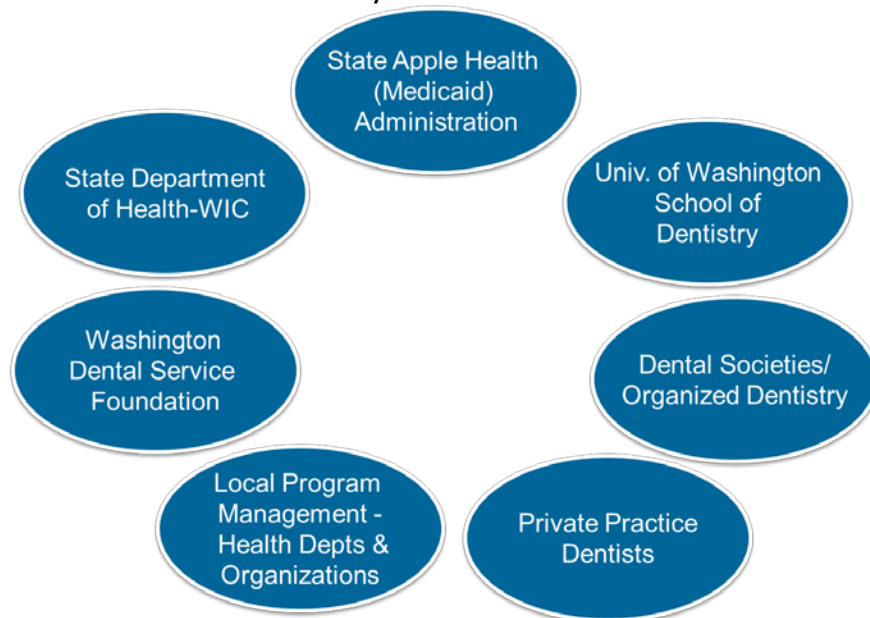 State Apple Health
(Medicaid)
Administration
Univ. of Washington
School of
Dentistry
Dental Societies/
Organized Dentistry
Private Practice
Dentists
Local Program
Management -
Health Depts &
Organizations
Washington
Dental Service
Foundation
State Department
of Health-WIC